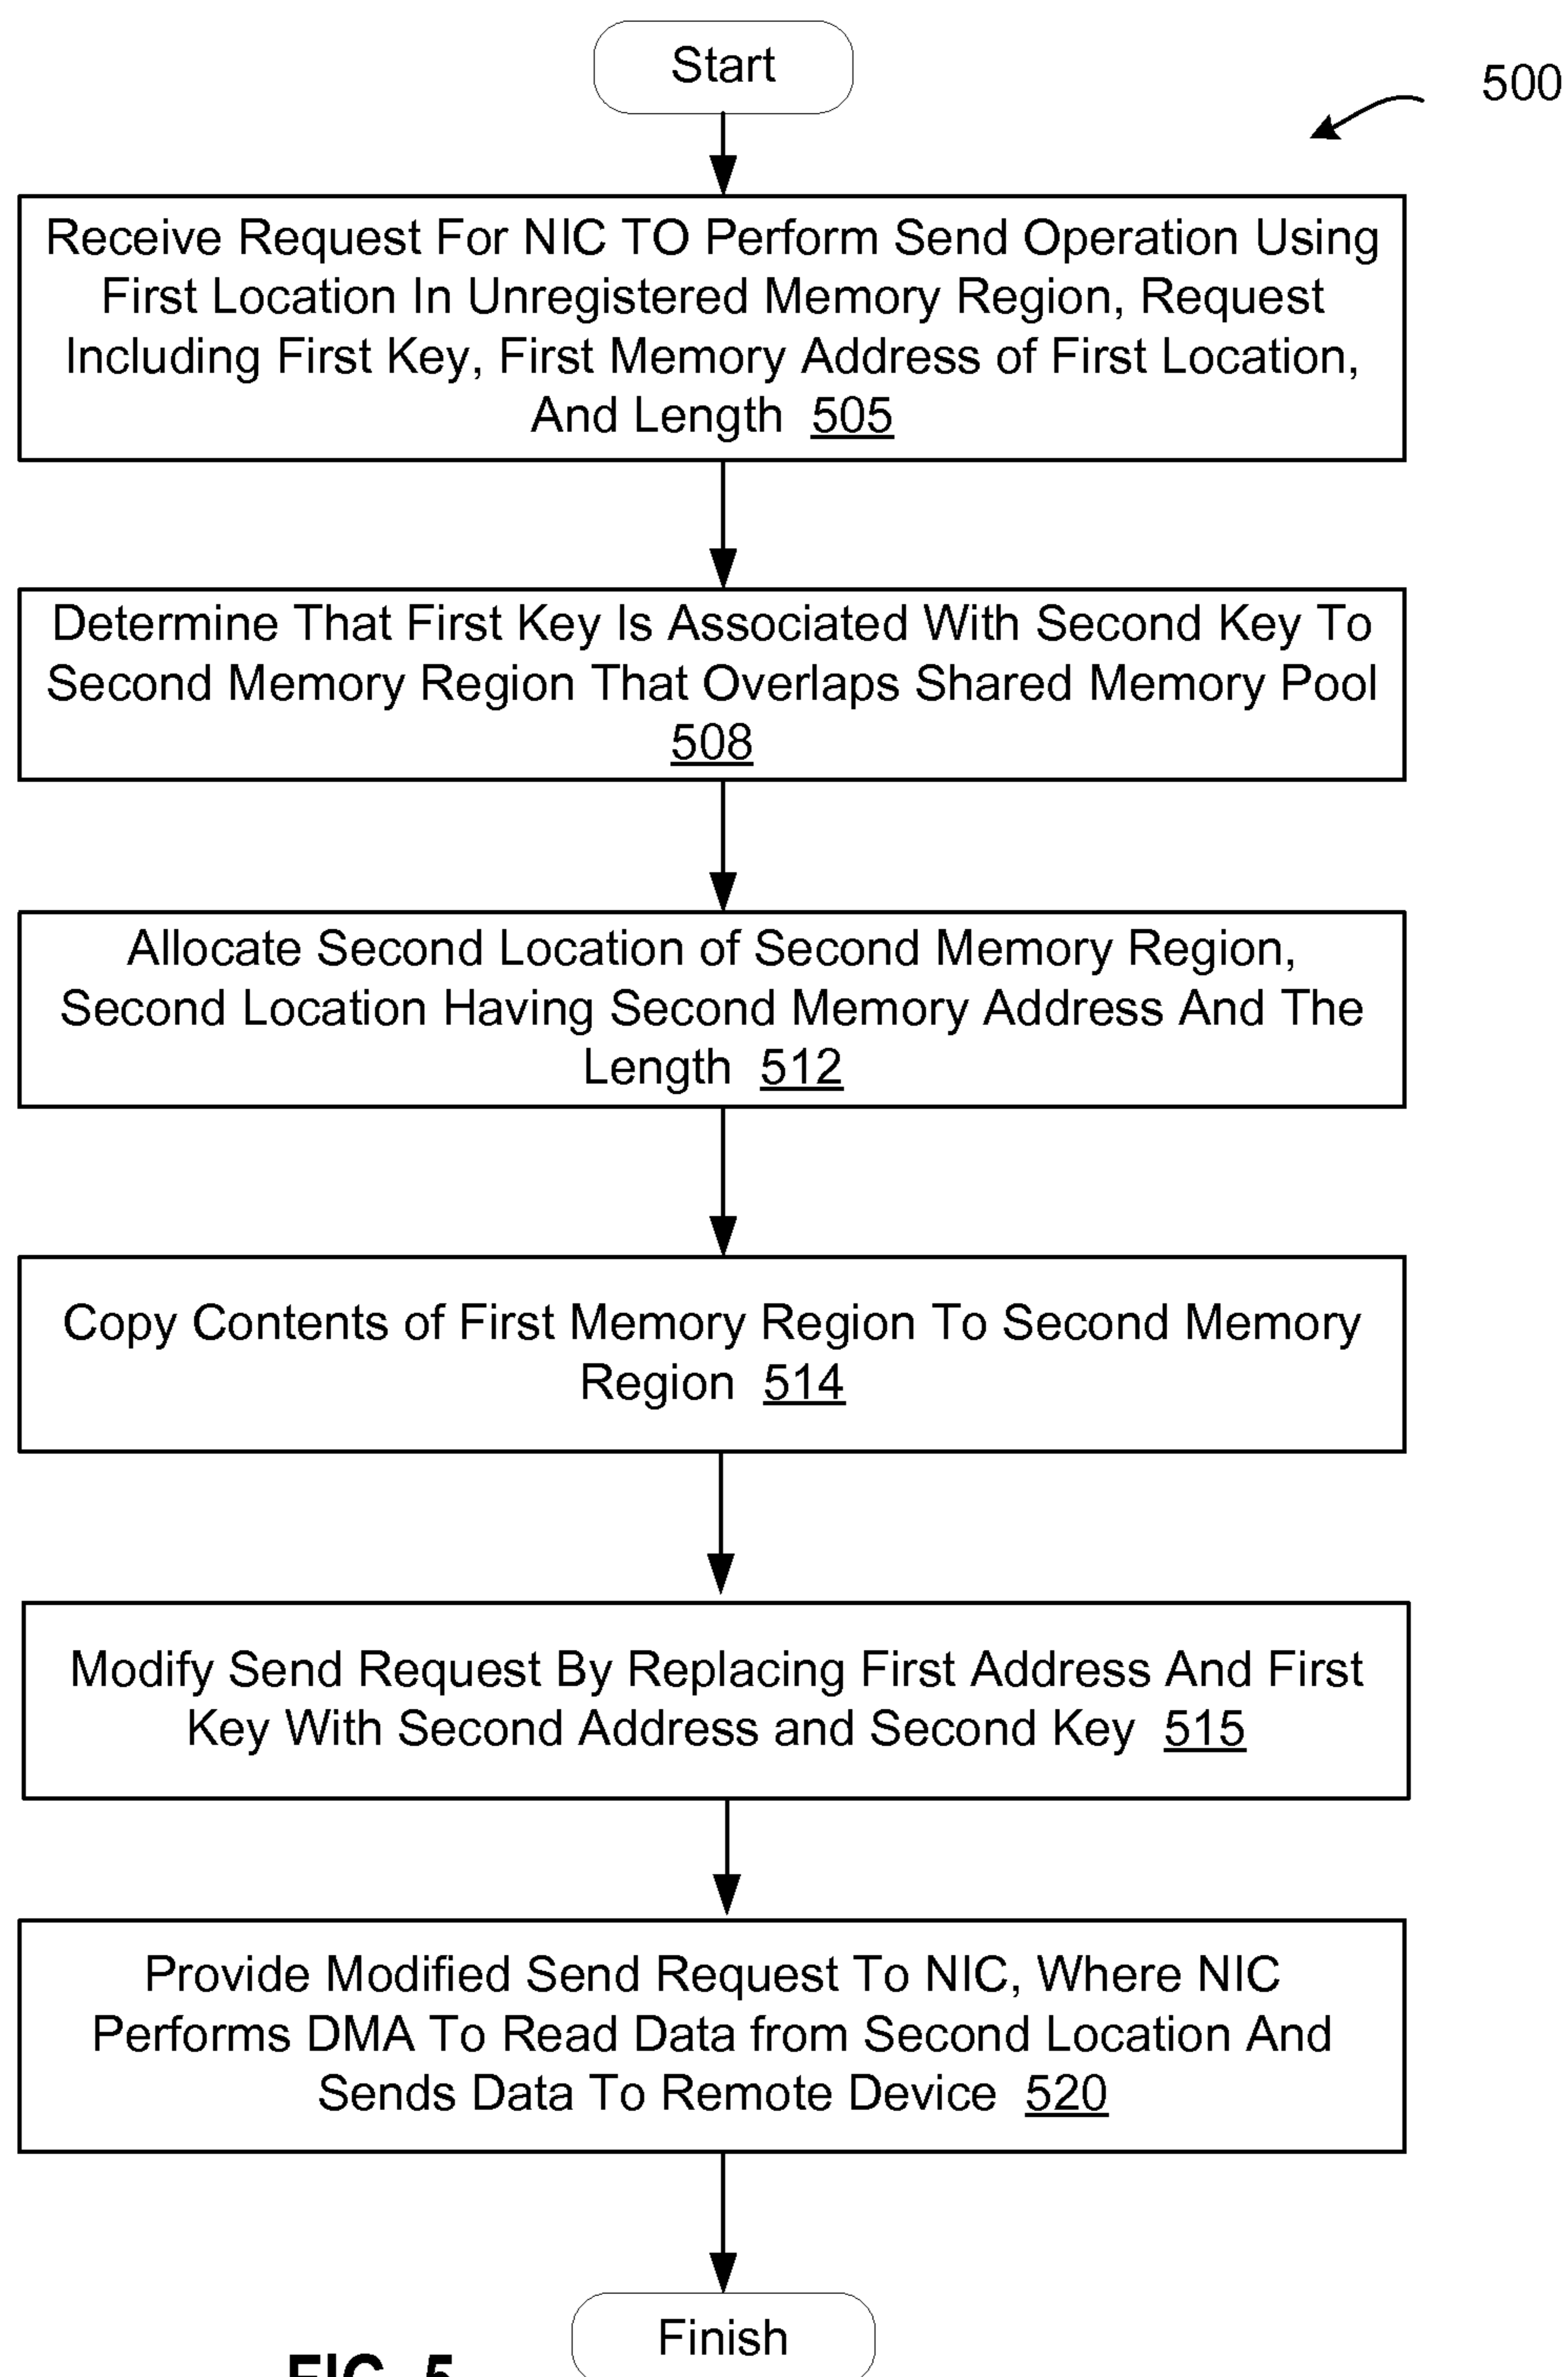 Start
500
Receive Request For NIC TO Perform Send Operation Using
First Location In Unregistered Memory Region, Request
Including First Key, First Memory Address of First Location,
And Length 505
Determine That First Key Is Associated With Second Key To
Second Memory Region That Overlaps Shared Memory Pool
508
Allocate Second Location of Second Memory Region,
Second Location Having Second Memory Address And The
Length 512
Copy Contents of First Memory Region To Second Memory
Region 514
Modify Send Request By Replacing First Address And First
Key With Second Address and Second Key 515
Provide Modified Send Request To NIC, Where NIC
Performs DMA To Read Data from Second Location And
Sends Data To Remote Device 520
Finish
FIG. 5